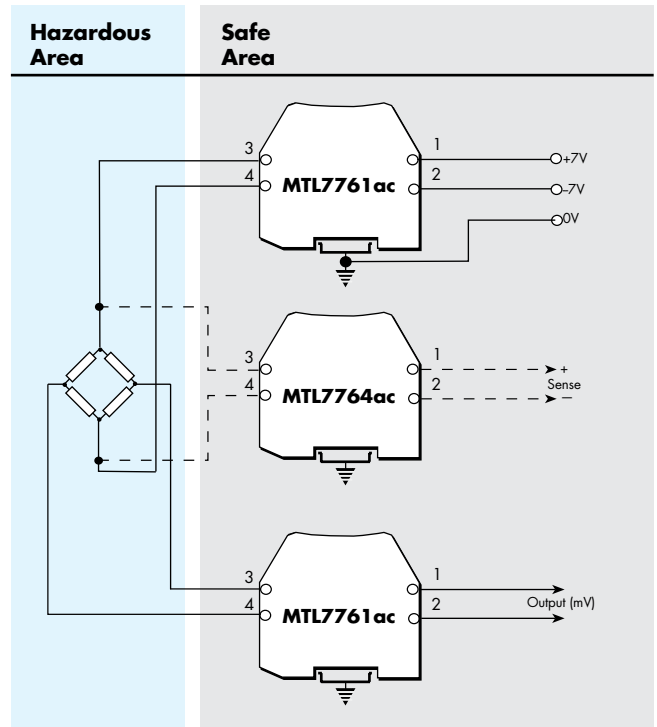 Hazardous
Area
Safe
Area
3
4
MTL7761ac
1
2
+7V
–7V
0V
3
4
MTL7764ac
1
2
+
Sense
–
3
4
MTL7761ac
1
2
Output (mV)